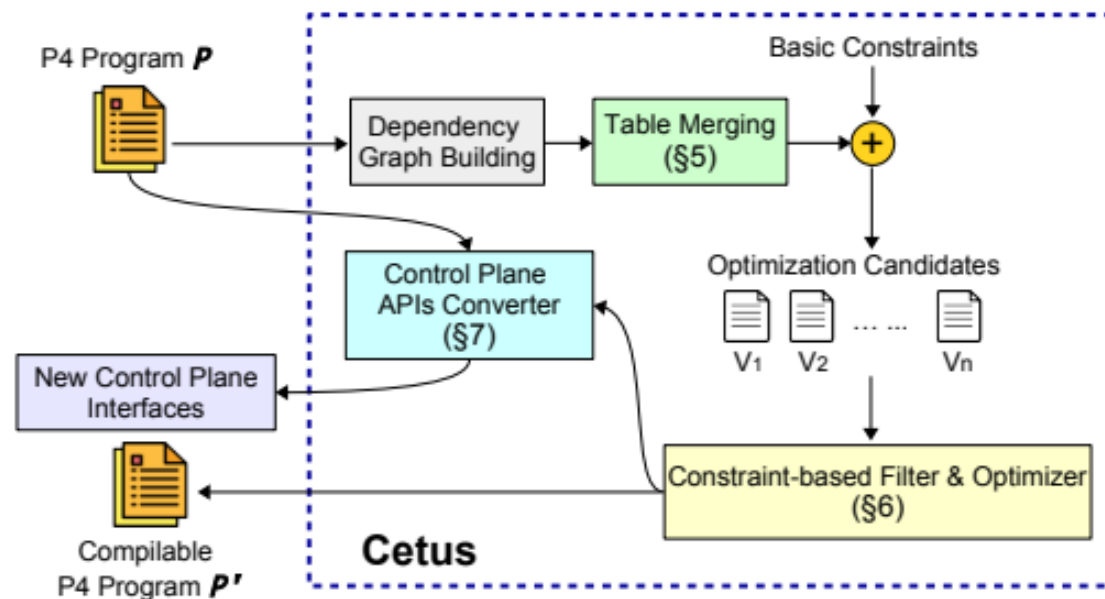 P4 Program P
Basic Constraints
Dependency
Graph Building
Table Merging
(§5)
+
Control Plane
APIs Converter
(§7)
Optimization Candidates
... ...
V1
V2
Vn
New Control Plane
Interfaces
Constraint-based Filter & Optimizer
(§6)
Compilable
P4 Program P'
Cetus